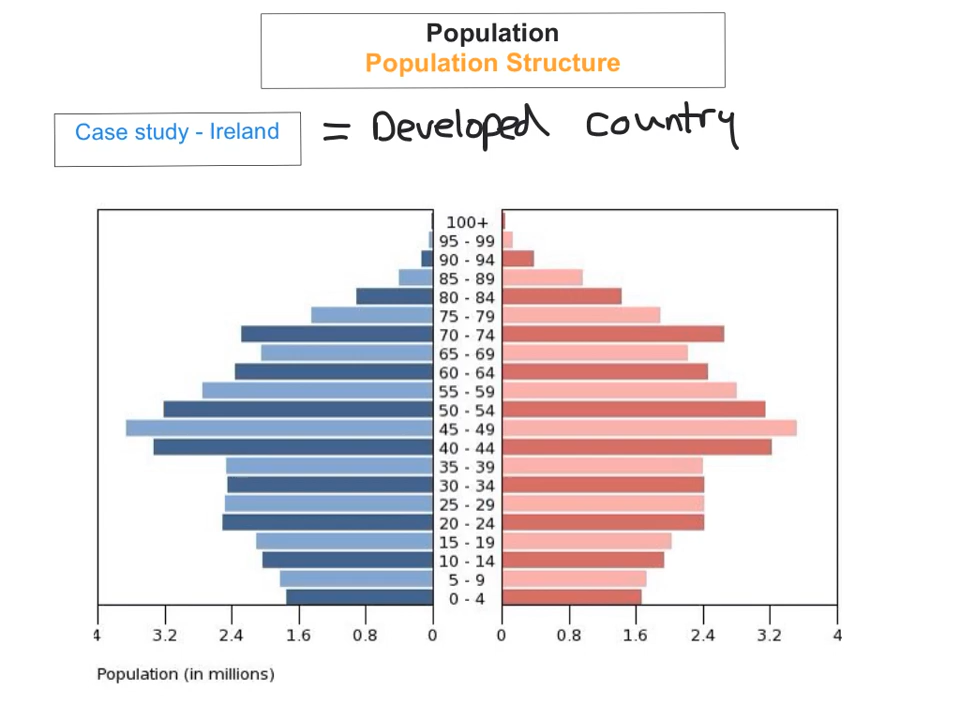 Population
Population Structure
Case study - Ireland
= Developed country
100+
95 - 99
90 - 94
85 - 89
80 - 84
75 - 79
70 - 74
65 - 69
60 - 64
55 - 59
50 - 54
45 - 49
40 - 44
35 - 39
30 - 34
25 - 29
20 - 24
15 - 19
10 - 14
5 - 9
0 - 4
4 3.2 2.4 1.6 0.8 0 0 0.8 1.6 2.4 3.2 4
Population (in millions)